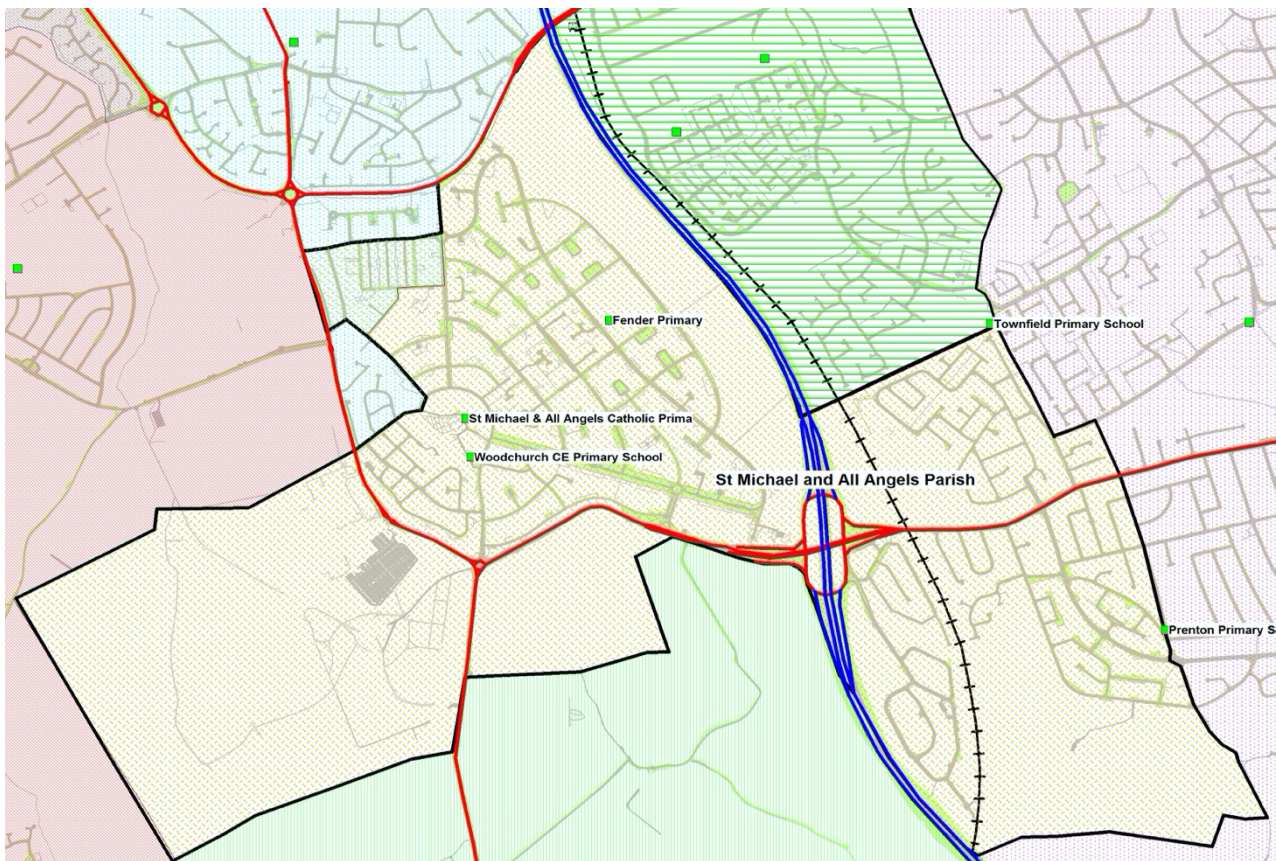 Fender Primary
Townfield Primary School
St Michael & All Angels Catholic Prima
Woodchurch CE Primary School
St Michael and All Angels Parish
Prenton Primary S